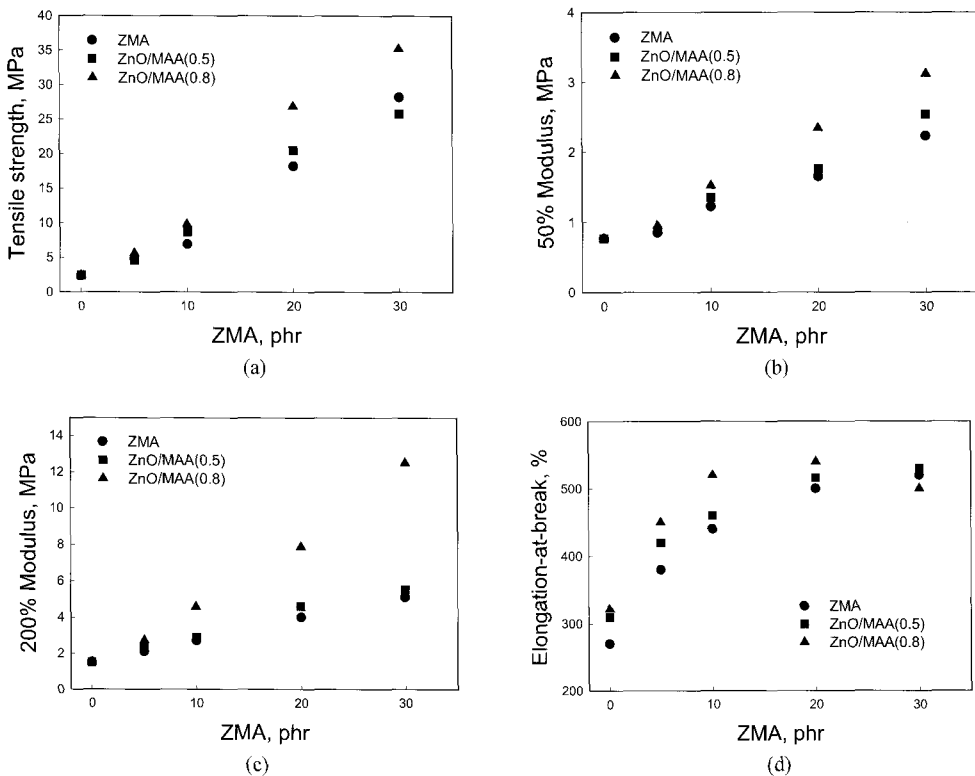 Tensile strength, MPa
40
35
30
25
20
15
10
5
0
ZMA
ZnO/MAA(0.5)
ZnO/MAA(0.8)
0 10 20 30
ZMA, phr
(a)
50% Modulus, MPa
4
3
2
1
0
ZMA
ZnO/MAA(0.5)
ZnO/MAA(0.8)
0 10 20 30
ZMA, phr
(b)
200% Modulus, MPa
14
12
10
8
6
4
2
0
ZMA
ZnO/MAA(0.5)
ZnO/MAA(0.8)
0 10 20 30
ZMA, phr
(c)
Elongation-at-break, %
600
500
400
300
200
ZMA
ZnO/MAA(0.5)
ZnO/MAA(0.8)
0 10 20 30
ZMA, phr
(d)